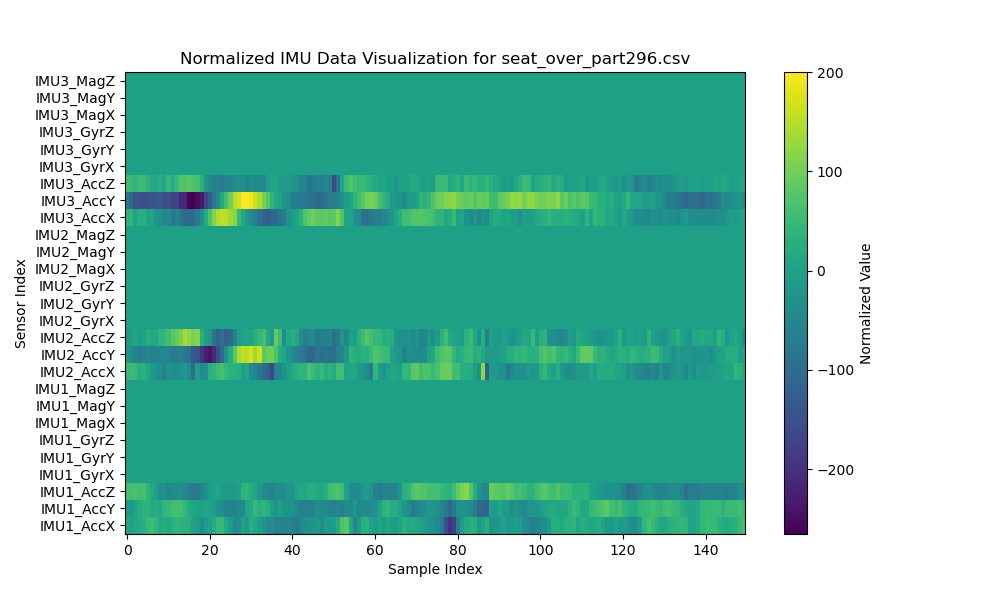 Normalized IMU Data Visualization for seat_over_part296.csv
IMU3_MagZ
IMU3_MagY
IMU3_MagX
IMU3_GyrZ
IMU3_GyrY
IMU3_GyrX
IMU3_AccZ
IMU3_AccY
IMU3_AccX
IMU2_MagZ
IMU2_MagY
IMU2_MagX
IMU2_GyrZ
IMU2_GyrY
IMU2_GyrX
IMU2_AccZ
IMU2_AccY
IMU2_AccX
IMU1_MagZ
IMU1_MagY
IMU1_MagX
IMU1_GyrZ
IMU1_GyrY
IMU1_GyrX
IMU1_AccZ
IMU1_AccY
IMU1_AccX
Sensor Index
0 20 40 60 80 100 120 140
Sample Index
200
100
0
−100
−200
Normalized Value